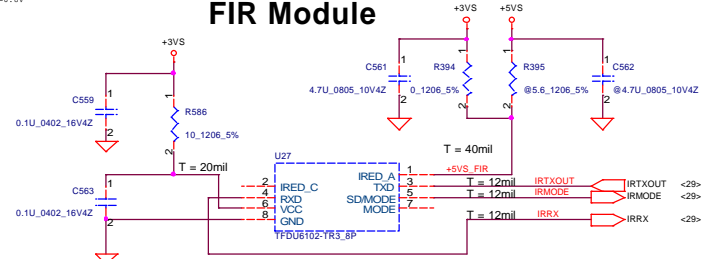 FIR Module
+3VS
+5VS
+3VS
1
C561
4.7U_0805_10V4Z
2
1
R394
0_1206_5%
2
1
R395
@5.6_1206_5%
2
1
C562
@4.7U_0805_10V4Z
2
1
C559
0.1U_0402_16V4Z
2
1
R586
10_1206_5%
2
T = 20mil
T = 40mil
1
C563
0.1U_0402_16V4Z
2
U27
2 IRED_C
4 RXD
6 VCC
8 GND
IRED_A 1
TXD 3
SD/MODE 5
MODE 7
TFDU6102-TR3_8P
+5VS_FIR
T = 12mil IRTXOUT
T = 12mil IRMODE
T = 12mil IRRX
IRTXOUT <29>
IRMODE <29>
IRRX <29>